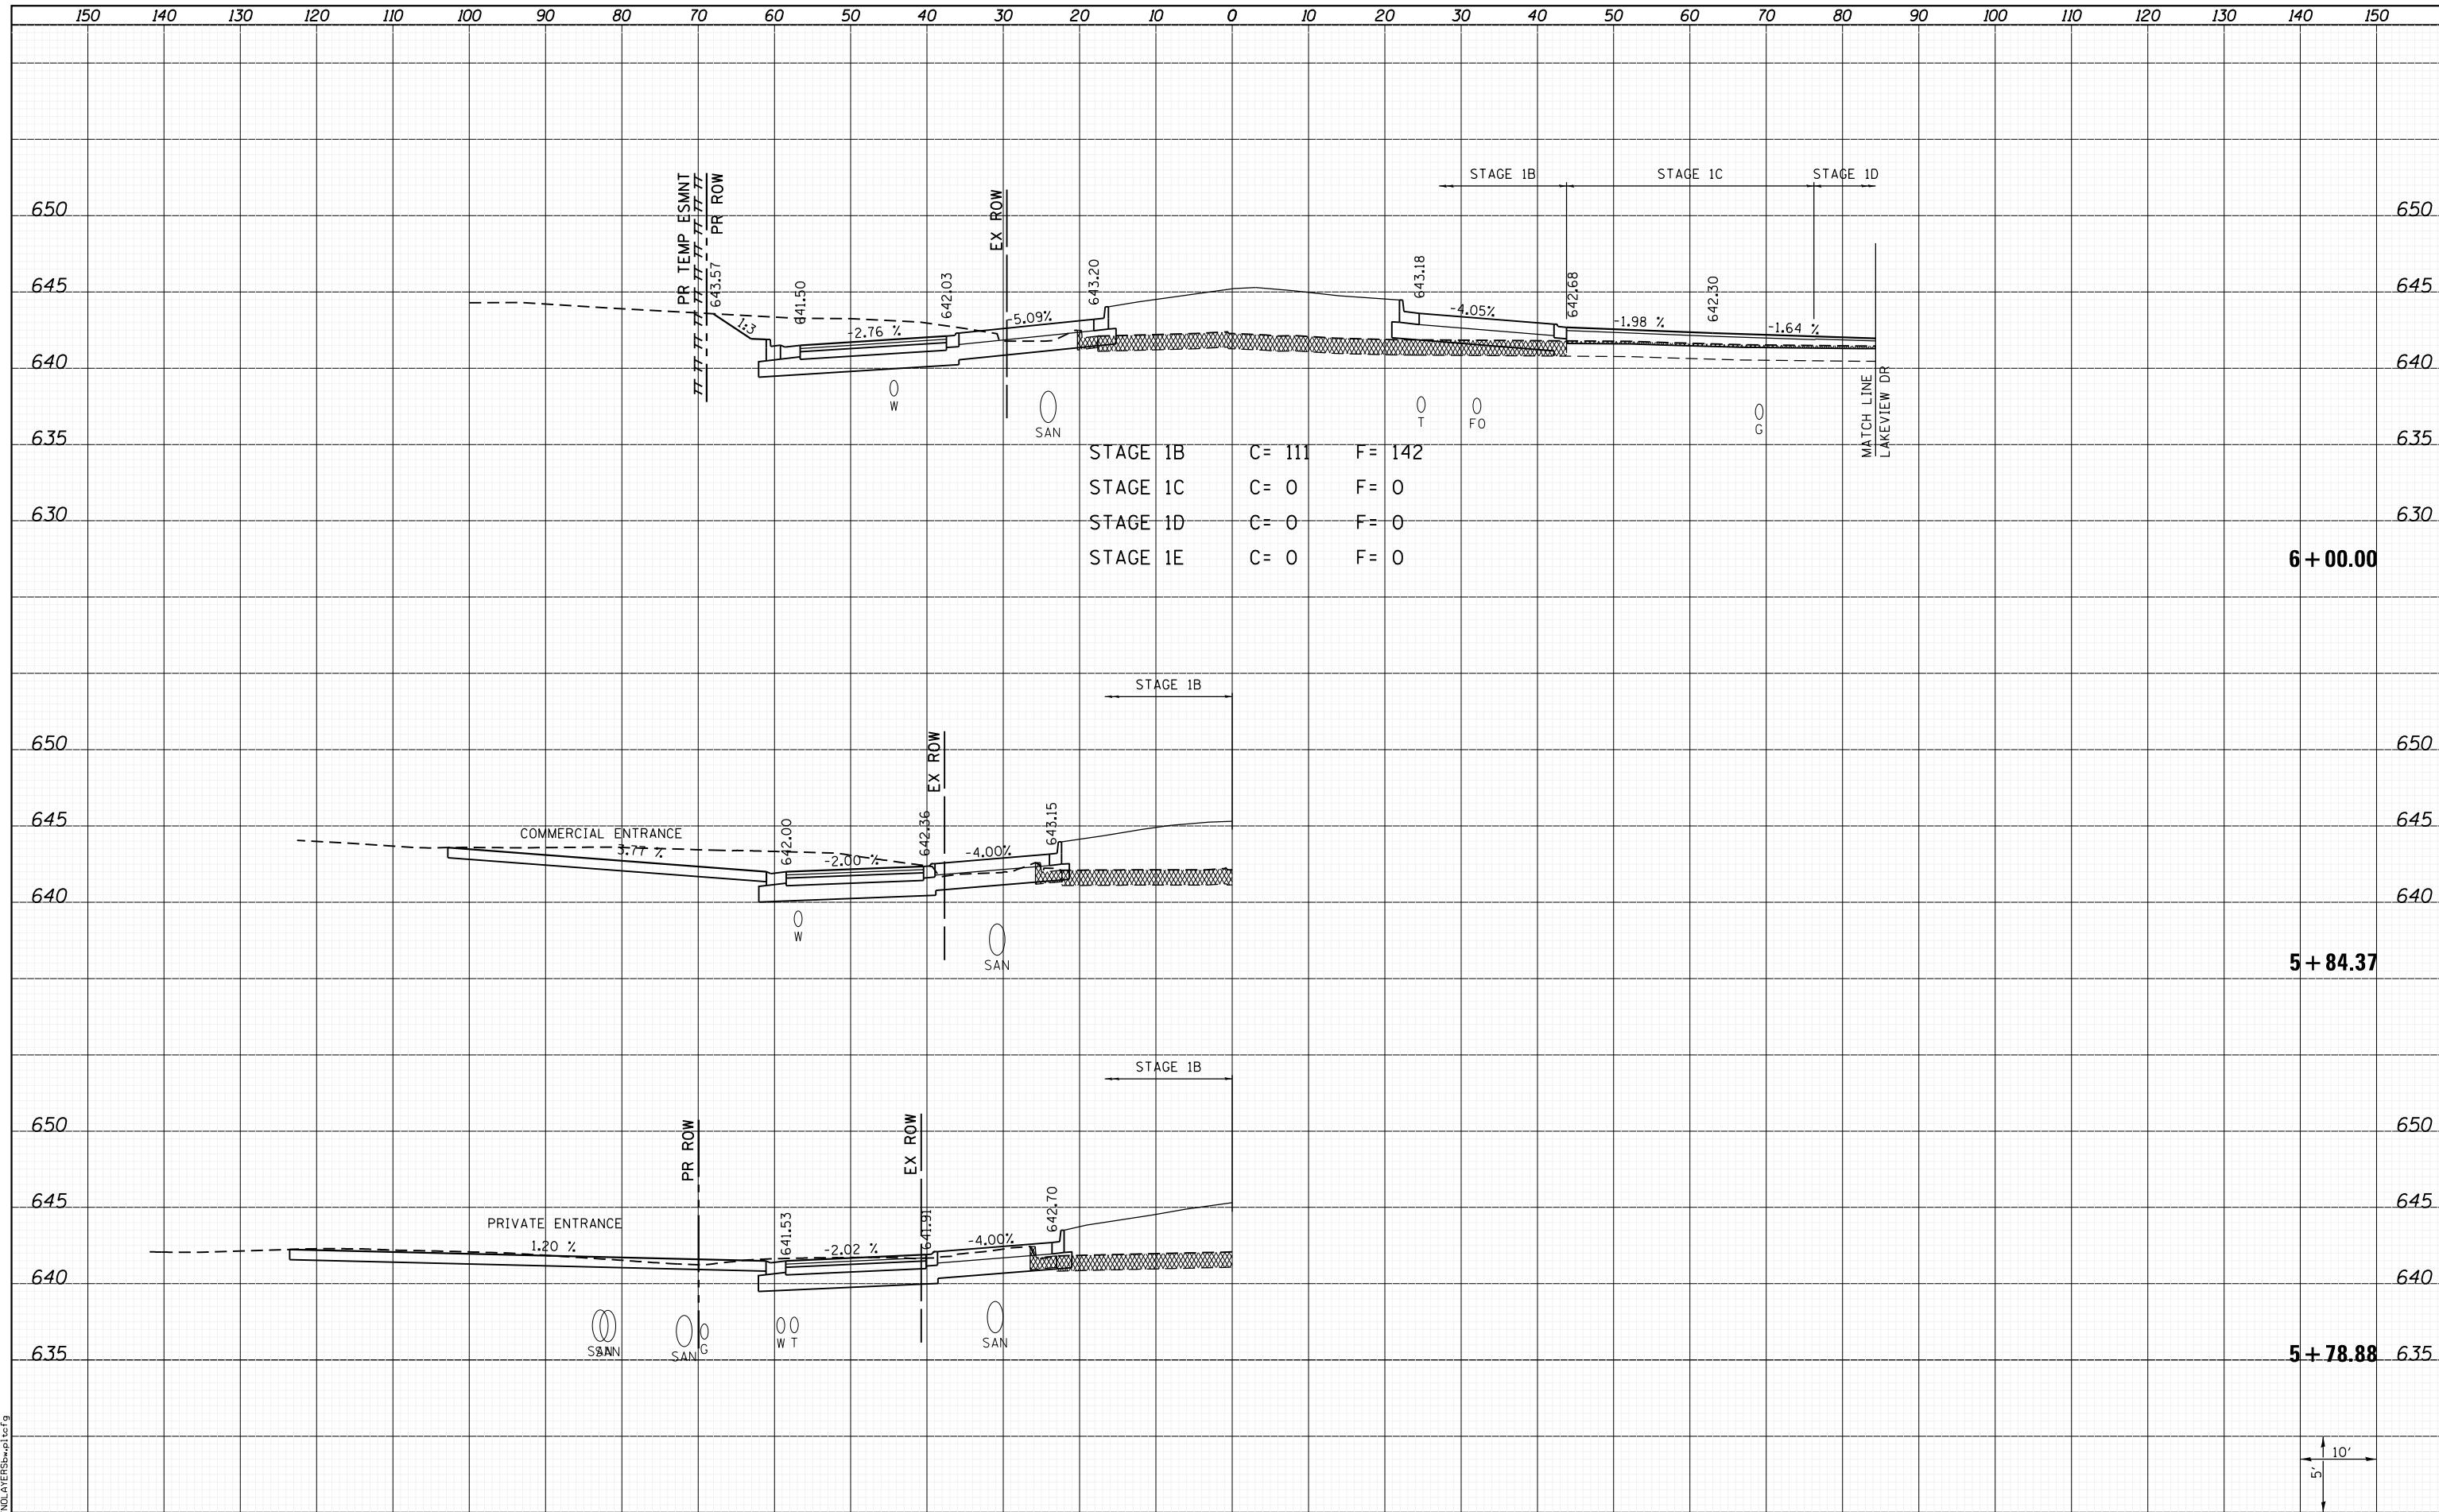 150 140 130 120 110 100 90 80 70 60 50 40 30 20 10 0 10 20 30 40 50 60 70 80 90 100 110 120 130 140 150
STAGE 1B STAGE 1C STAGE 1D
PR TEMP ESMNT
PR ROW
EX ROW
650 650
643.57
641.50
642.03
643.20
643.18
642.68
642.30
645 645
1:3 -2.76 % -5.09% -4.05% -1.98 % -1.64 %
640 640
W
SAN
T
FO
G
MATCH LINE
LAKEVIEW DR
635 635
STAGE 1B C= 111 F= 142
STAGE 1C C= 0 F= 0
630 630
STAGE 1D C= 0 F= 0
STAGE 1E C= 0 F= 0
6+00.00
STAGE 1B
EX ROW
650 650
642.00
642.36
643.15
645 645
COMMERCIAL ENTRANCE
3.77 % -2.00 % -4.00%
640 640
W
SAN
5+84.37
STAGE 1B
PR ROW
EX ROW
650 650
641.53
641.91
642.70
645 645
PRIVATE ENTRANCE
1.20 % -2.02 % -4.00%
640 640
SAN
SAN
SAN
G
W
T
SAN
635 635
5+78.88
10'
5'
NOLAYERSbw.pltcfg